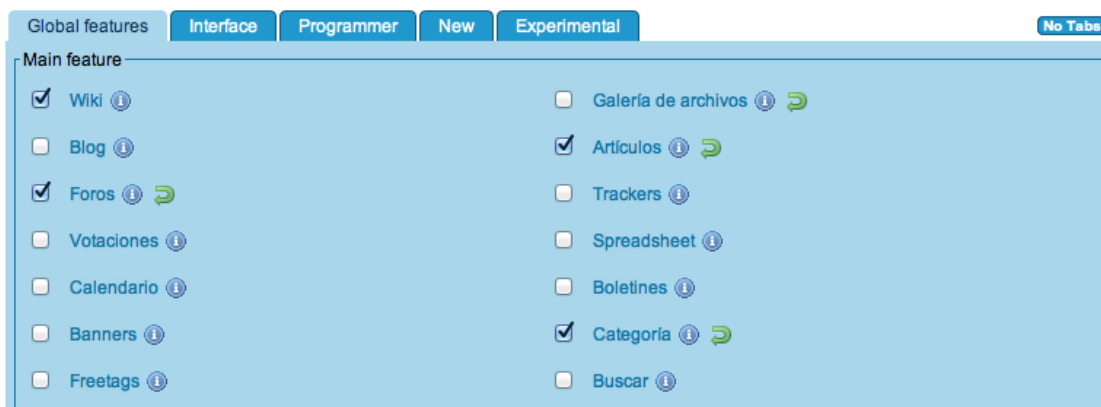 Global features Interface Programmer New Experimental No Tabs
Main feature
Wiki Galería de archivos
Blog Artículos
Foros Trackers
Votaciones Spreadsheet
Calendario Boletines
Banners Categoría
Freetags Buscar